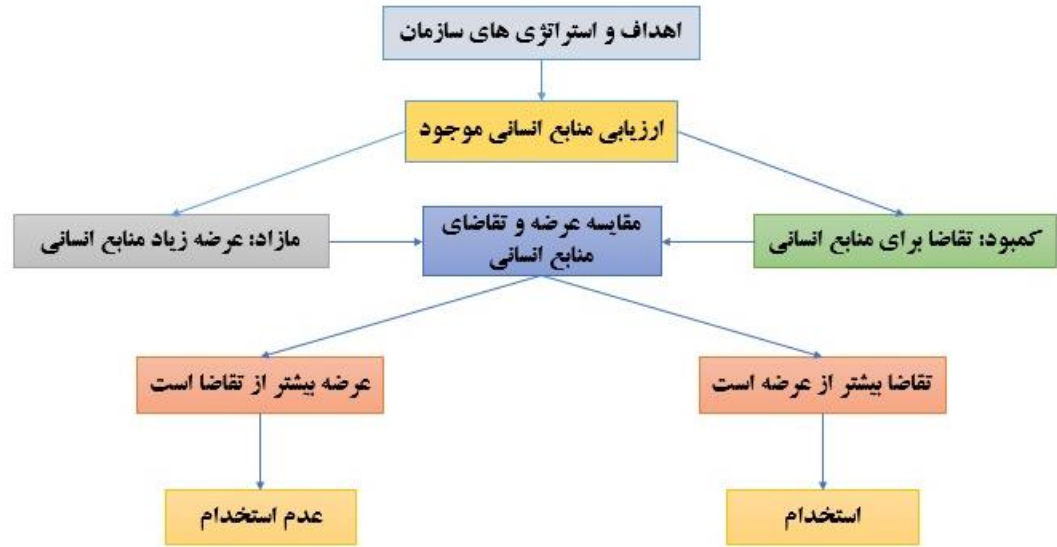 اهداف و استراتژی های سازمان
ارزیابی منابع انسانی موجود
کمبود: تقاضا برای منابع انسانی
مقایسه عرضه و تقاضای
منابع انسانی
مازاد: عرضه زیاد منابع انسانی
تقاضا بیشتر از عرضه است
عرضه بیشتر از تقاضا است
استخدام
عدم استخدام